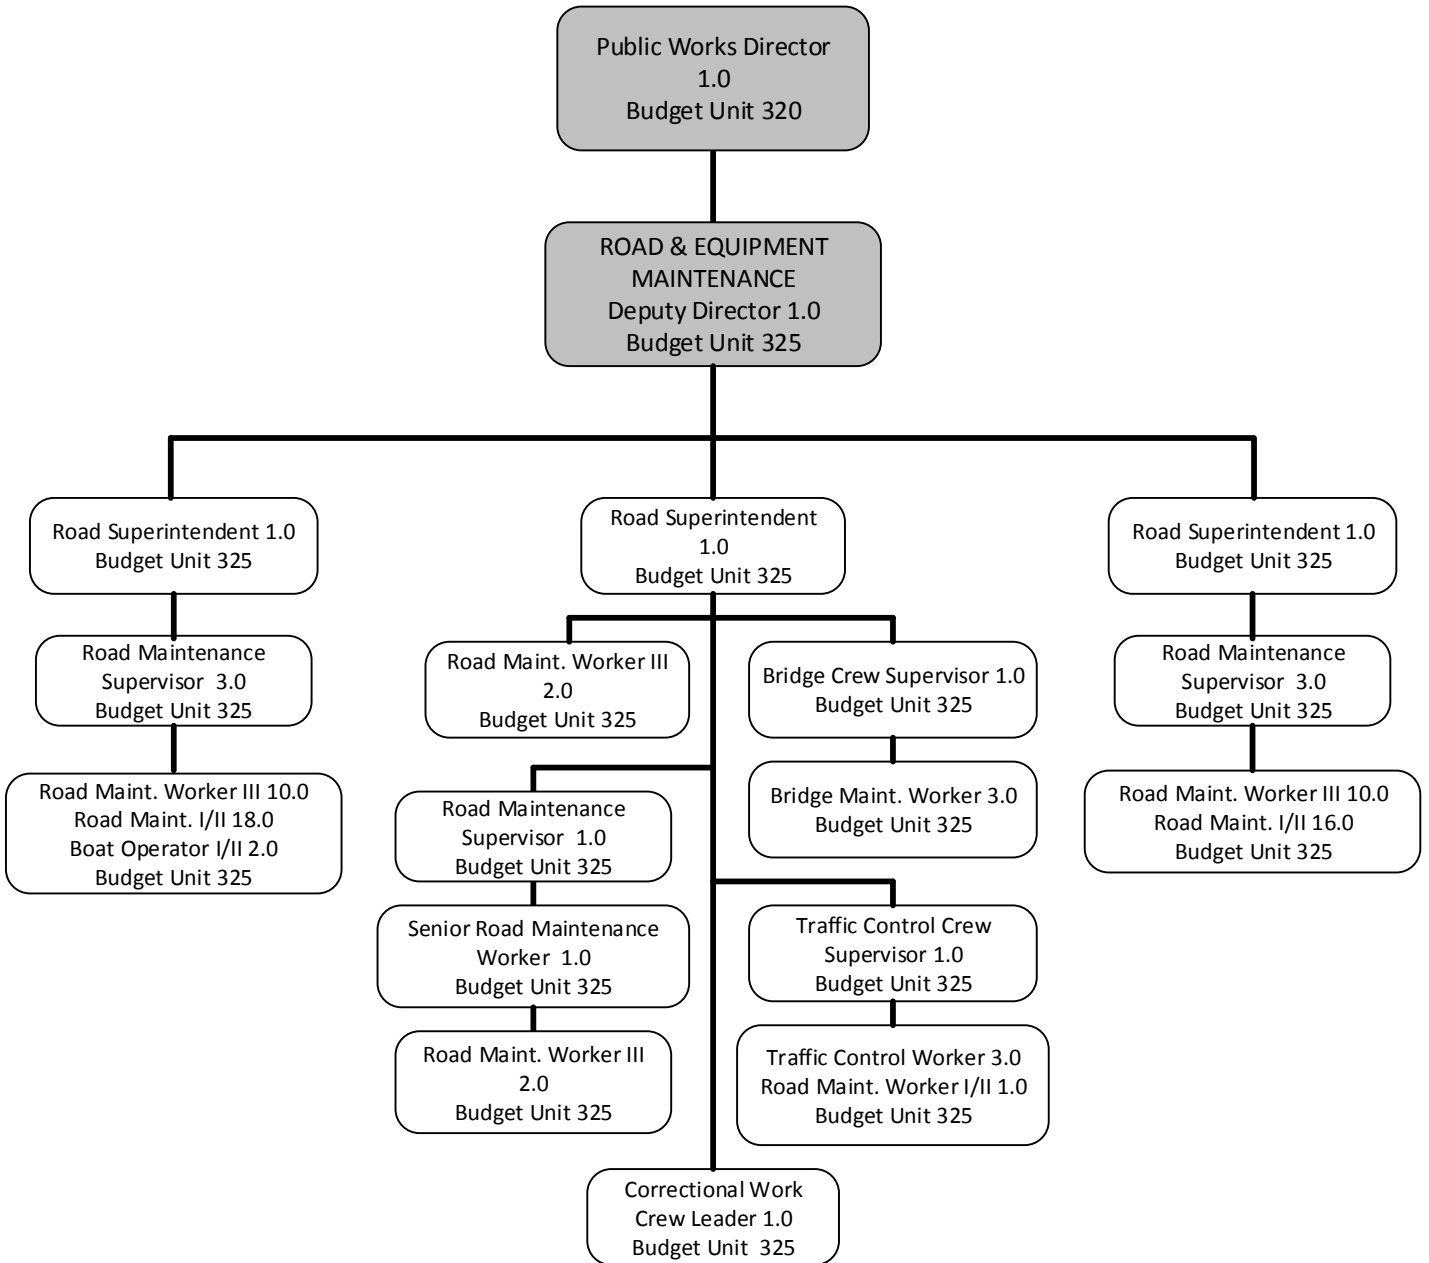 Public Works Director
1.0
Budget Unit 320
ROAD & EQUIPMENT
MAINTENANCE
Deputy Director 1.0
Budget Unit 325
Road Superintendent 1.0
Budget Unit 325
Road Maintenance
Supervisor 3.0
Budget Unit 325
Road Maint. Worker III 10.0
Road Maint. I/II 18.0
Boat Operator I/II 2.0
Budget Unit 325
Road Superintendent
1.0
Budget Unit 325
Road Maint. Worker III
2.0
Budget Unit 325
Bridge Crew Supervisor 1.0
Budget Unit 325
Bridge Maint. Worker 3.0
Budget Unit 325
Road Maintenance
Supervisor 1.0
Budget Unit 325
Senior Road Maintenance
Worker 1.0
Budget Unit 325
Road Maint. Worker III
2.0
Budget Unit 325
Traffic Control Crew
Supervisor 1.0
Budget Unit 325
Traffic Control Worker 3.0
Road Maint. Worker I/II 1.0
Budget Unit 325
Correctional Work
Crew Leader 1.0
Budget Unit 325
Road Superintendent 1.0
Budget Unit 325
Road Maintenance
Supervisor 3.0
Budget Unit 325
Road Maint. Worker III 10.0
Road Maint. I/II 16.0
Budget Unit 325